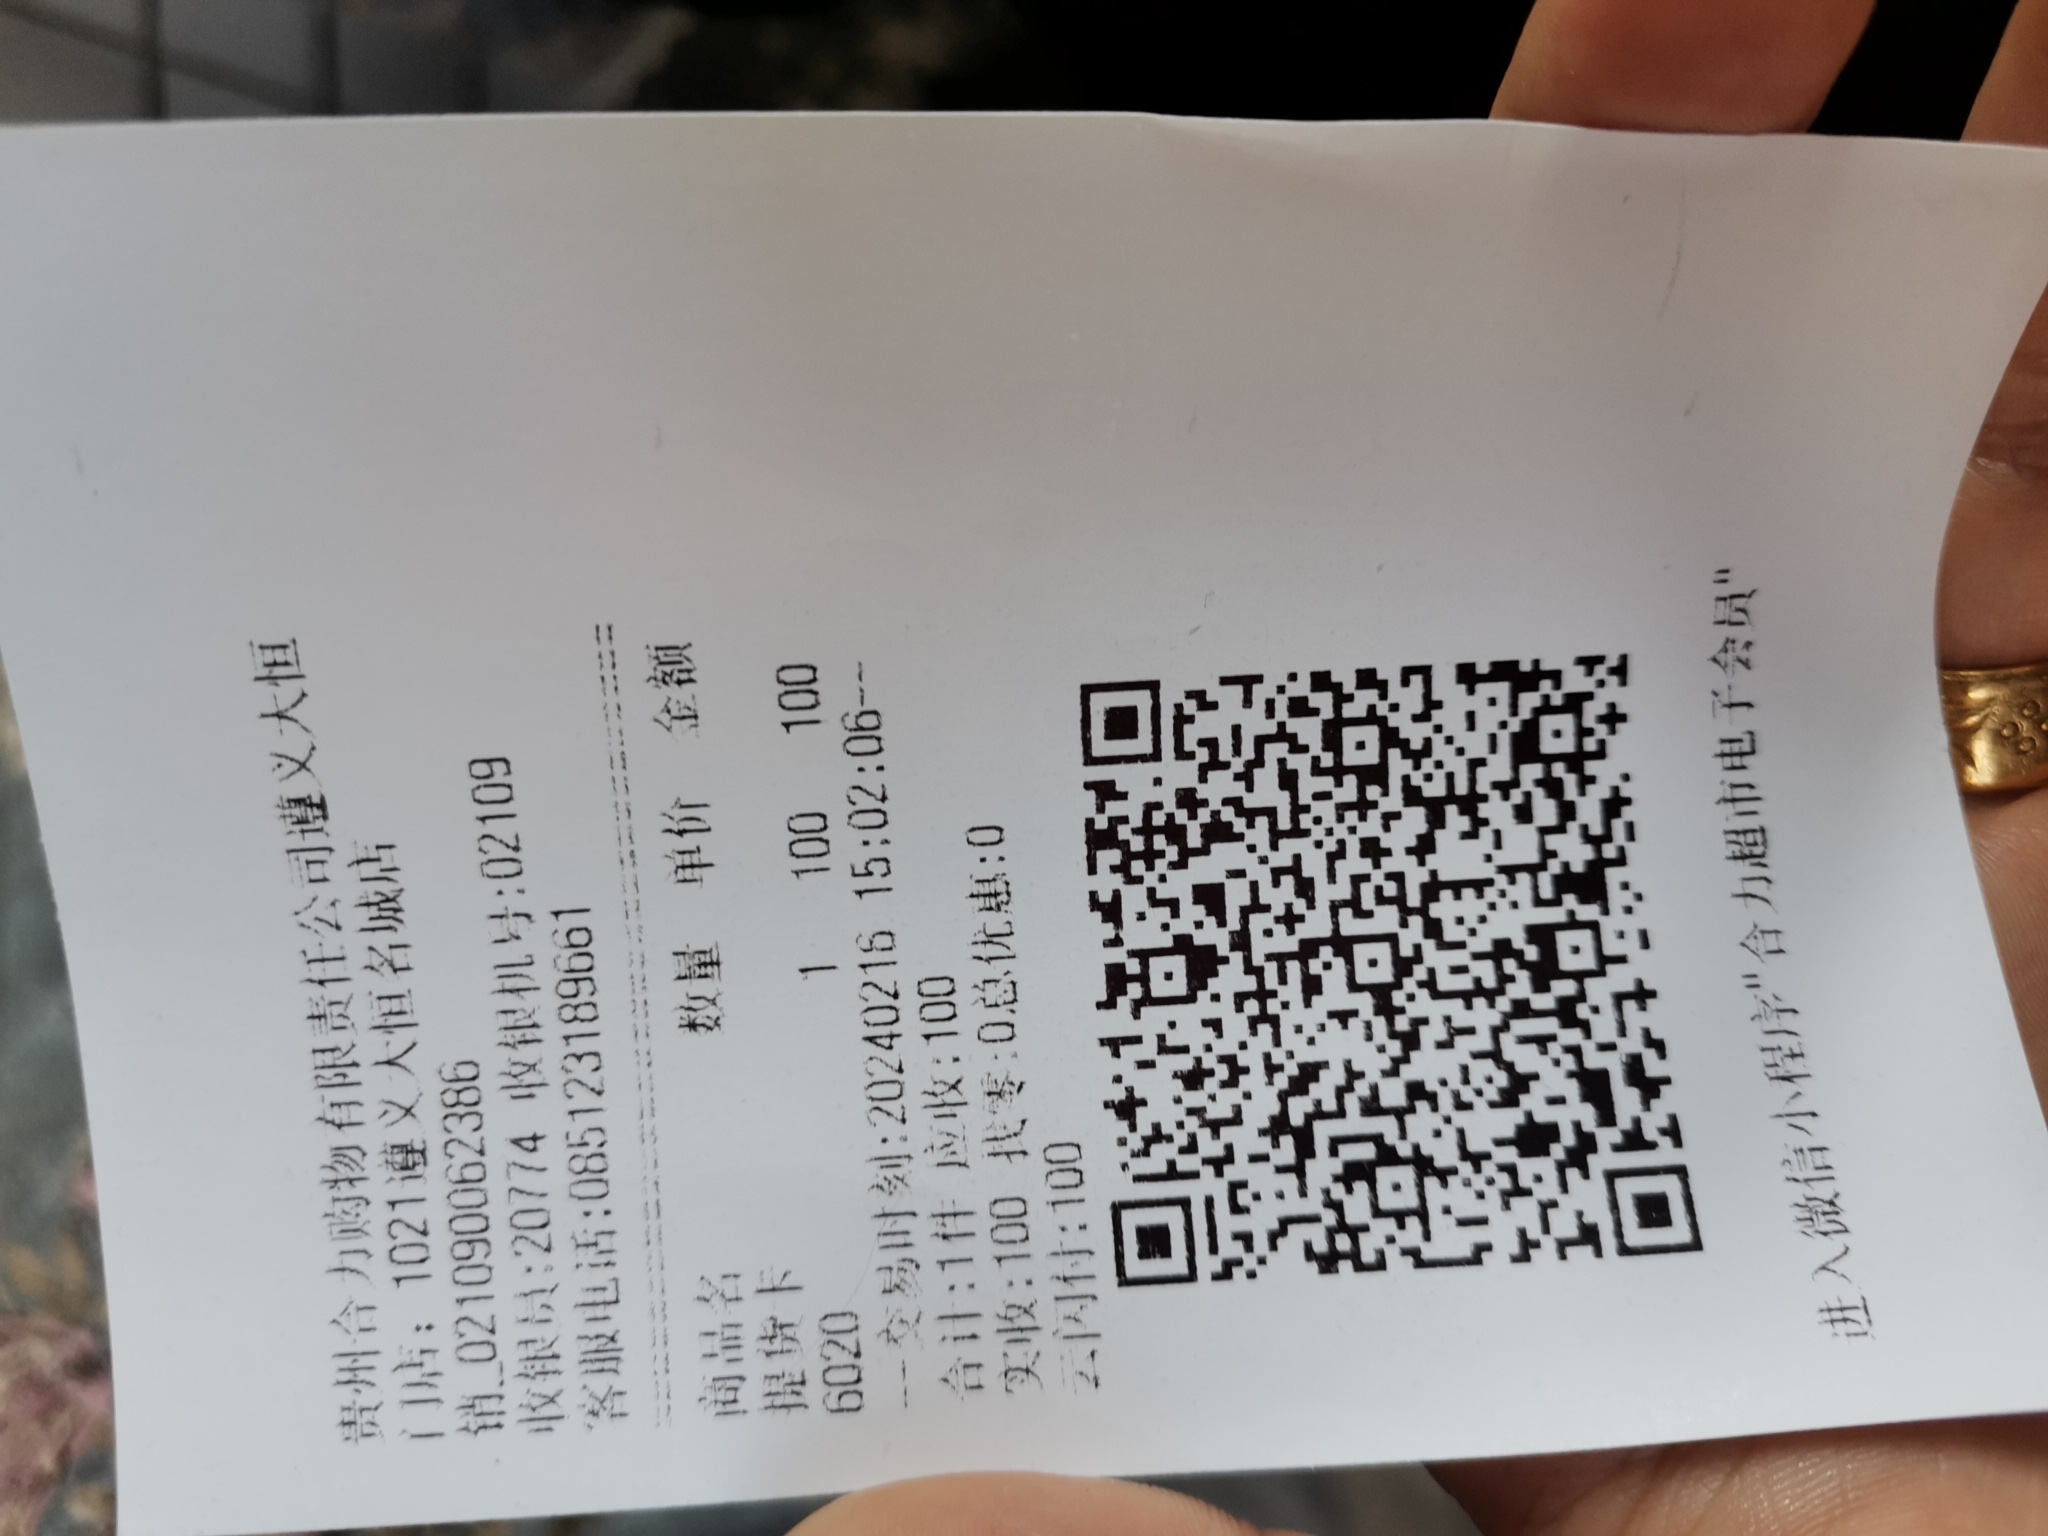 贵州合力购物有限责任公司遵义大恒
门店：1021遵义大恒名城店
销_021090062386
收银员:20774 收银机号:02109
客服电话:085123189661
商品名 数量 单价 金额
提货卡
6020 1 100 100
---交易时刻:20240216 15:02:06---
合计:1件 应收:100
实收:100 找零:0总优惠:0
云闪付:100
进入微信小程序"合力超市电子会员"